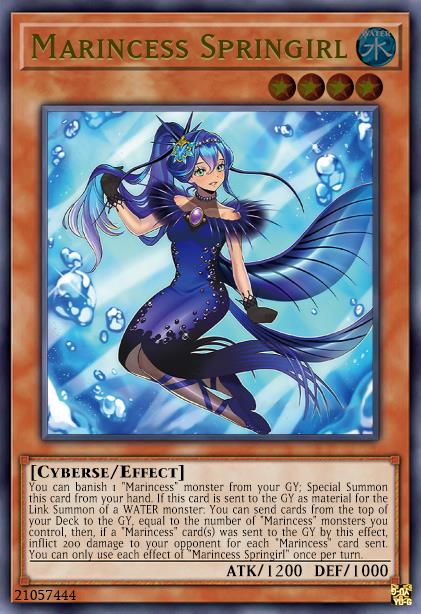 Marincess Springirl
WATER
水
[Cyberse/Effect]
You can banish 1 "Marincess" monster from your GY; Special Summon
this card from your hand. If this card is sent to the GY as material for the
Link Summon of a WATER monster: You can send cards from the top of
your Deck to the GY, equal to the number of "Marincess" monsters you
control, then, if a "Marincess" card(s) was sent to the GY by this effect,
inflict 200 damage to your opponent for each "Marincess" card sent.
You can only use each effect of "Marincess Springirl" once per turn.
ATK/1200 DEF/1000
21057444